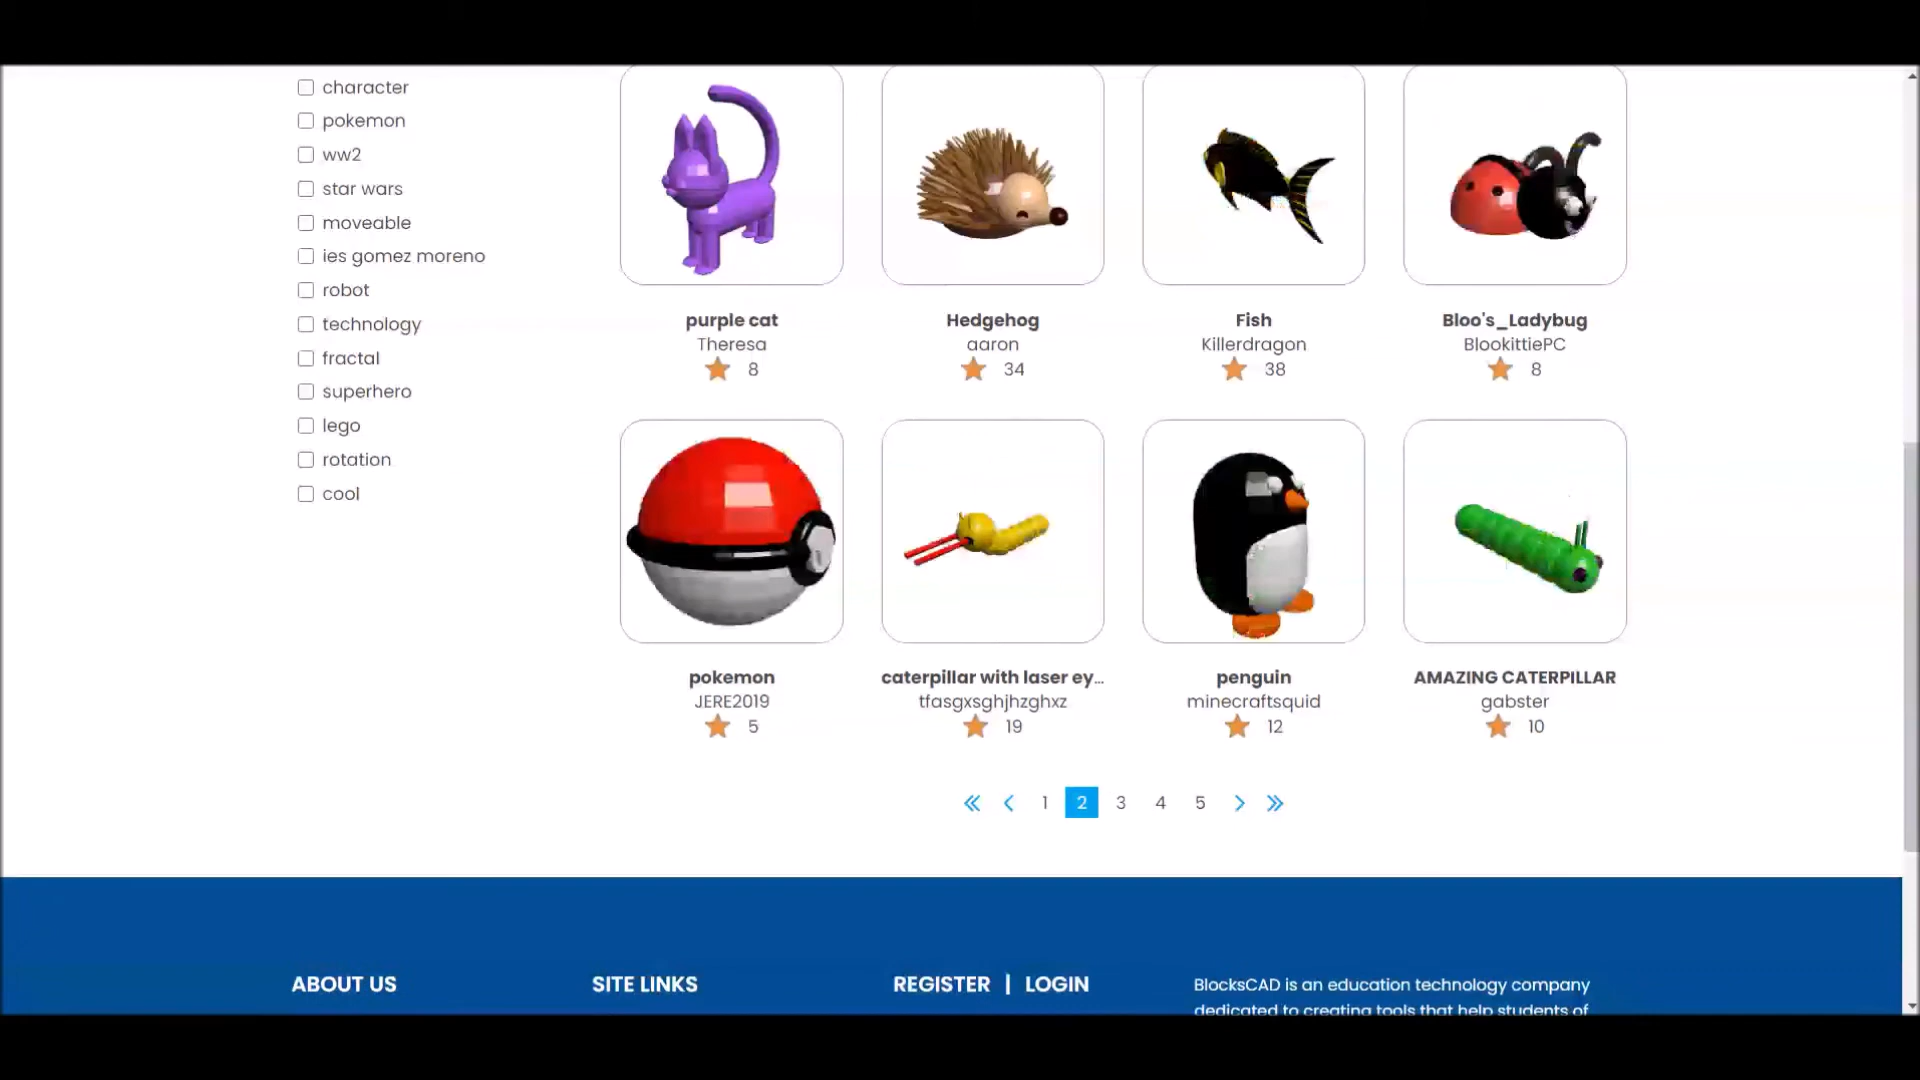 character
pokemon
ww2
star wars
moveable
ies gomez moreno
robot
technology
fractal
superhero
lego
rotation
cool
purple cat
Theresa
8
Hedgehog
aaron
34
Fish
Killerdragon
38
Bloo's_Ladybug
BlookittiePC
8
pokemon
JERE2019
5
caterpillar with laser ey...
tfasgxsghjhzghxz
19
penguin
minecraftsquid
12
AMAZING CATERPILLAR
gabster
10
1 2 3 4 5
ABOUT US
SITE LINKS
REGISTER | LOGIN
BlocksCAD is an education technology company
dedicated to creating tools that help students of